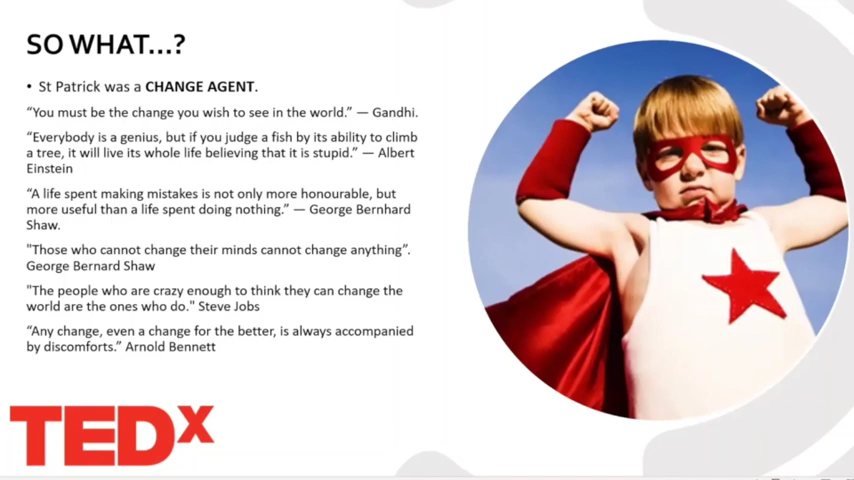 SO WHAT...?
• St Patrick was a CHANGE AGENT.
“You must be the change you wish to see in the world.” — Gandhi.
“Everybody is a genius, but if you judge a fish by its ability to climb
a tree, it will live its whole life believing that it is stupid.” — Albert
Einstein
“A life spent making mistakes is not only more honourable, but
more useful than a life spent doing nothing.” — George Bernhard
Shaw.
"Those who cannot change their minds cannot change anything”.
George Bernard Shaw
"The people who are crazy enough to think they can change the
world are the ones who do." Steve Jobs
“Any change, even a change for the better, is always accompanied
by discomforts.” Arnold Bennett
TEDx